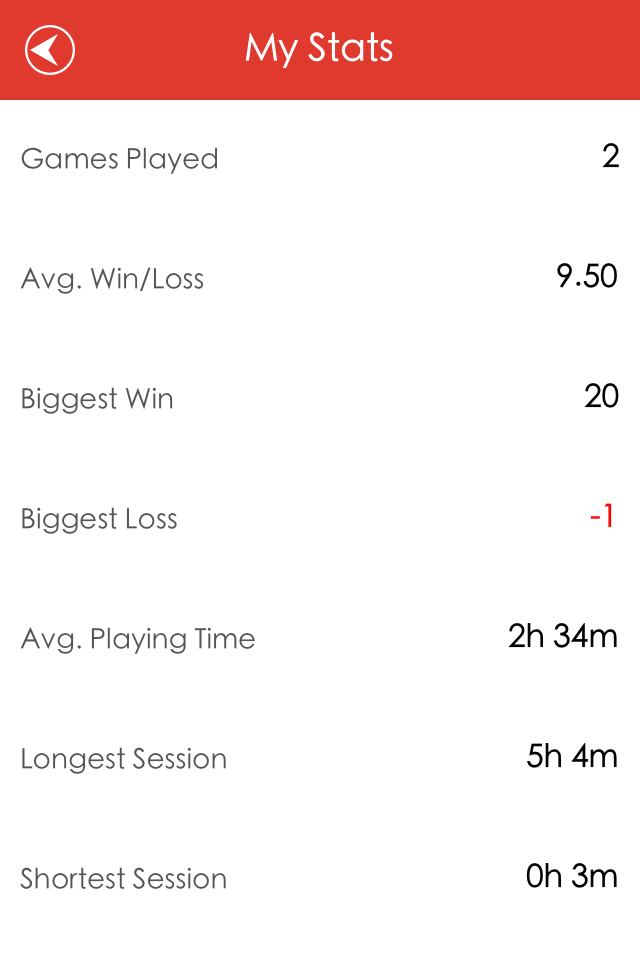 My Stats
Games Played 2
Avg. Win/Loss 9.50
Biggest Win 20
Biggest Loss -1
Avg. Playing Time 2h 34m
Longest Session 5h 4m
Shortest Session 0h 3m